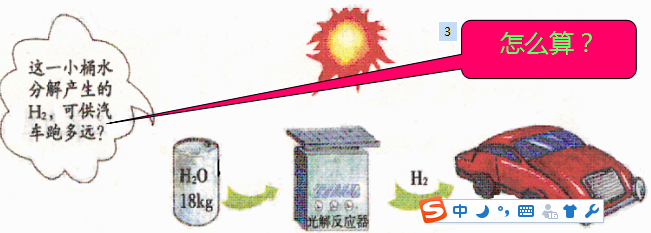 这一小桶水
分解产生的
H₂，可供汽
车跑多远？
3
怎么算？
H₂O
18kg
光解反应器
H₂
S中